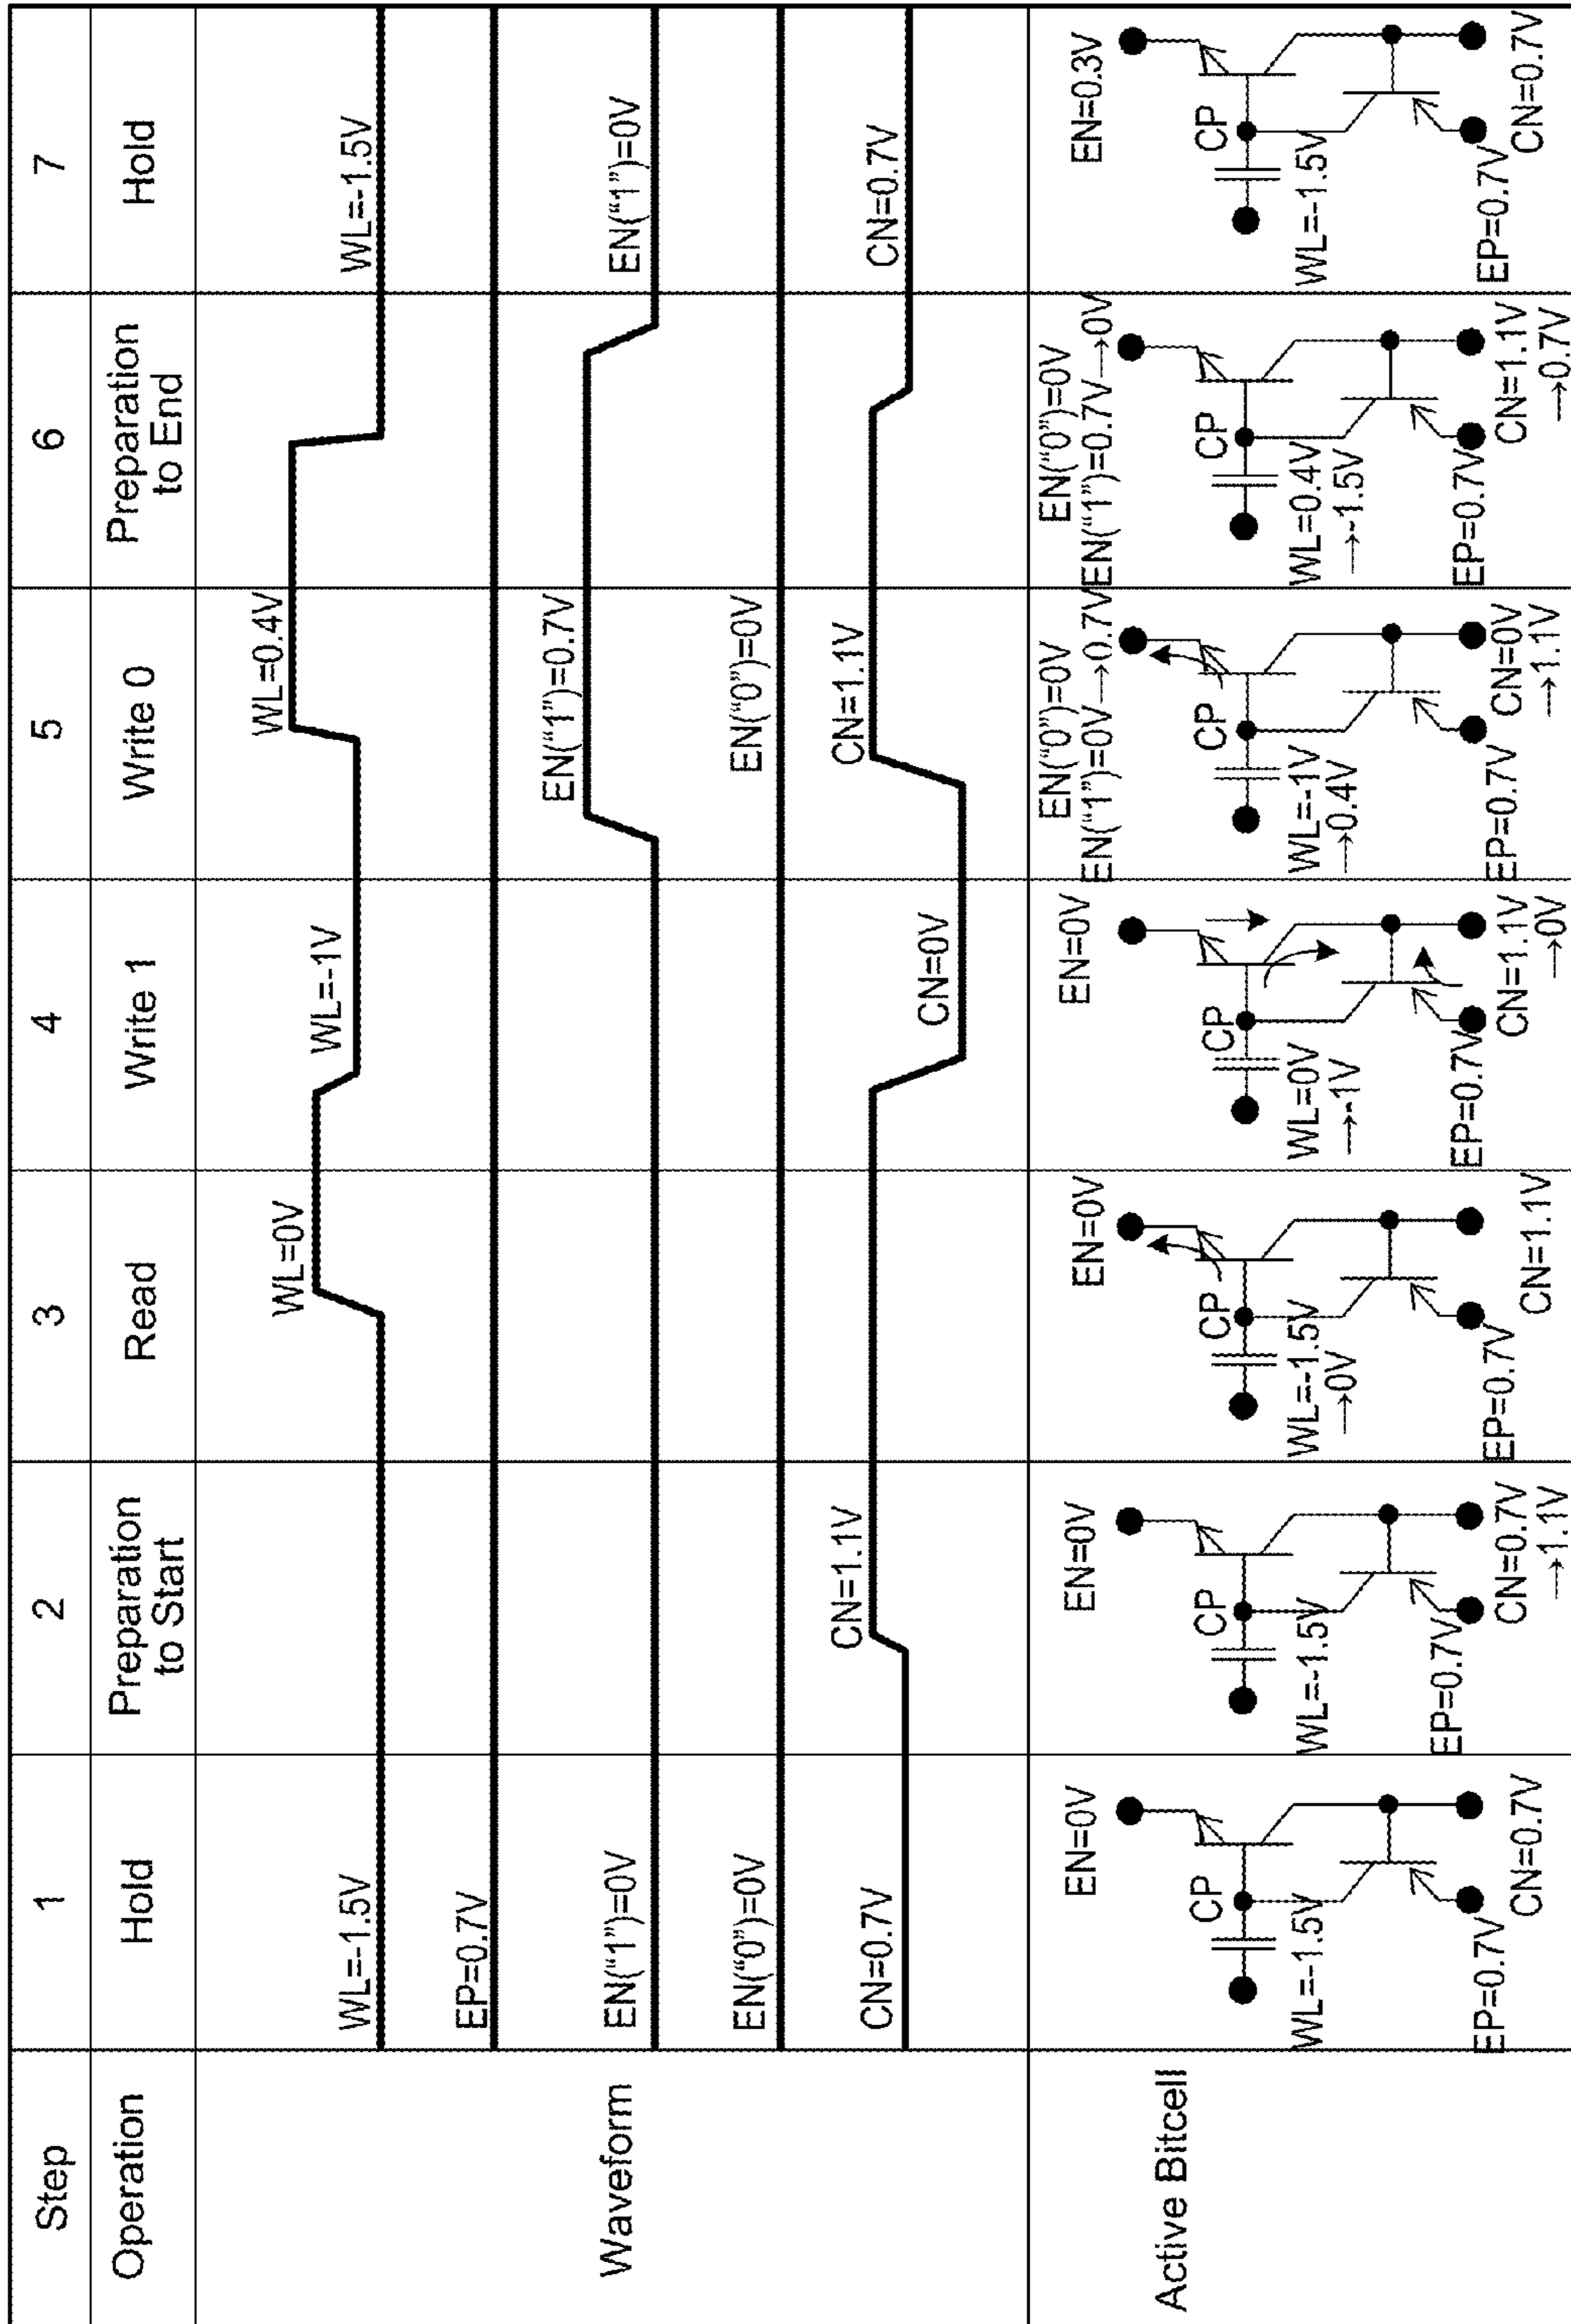 Step
1
2
3
4
5
6
7
Operation
Hold
Preparation
to Start
Read
Write 1
Write 0
Preparation
to End
Hold
Waveform
WL=-1.5V
WL=0V
WL=-1V
WL=0.4V
WL=-1.5V
EP=0.7V
EN("1")=0V
EN("1")=0.7V
EN("1")=0V
EN("0")=0V
EN("0")=0V
CN=0.7V
CN=1.1V
CN=0V
CN=1.1V
CN=0.7V
Active Bitcell
EN=0V
CP
WL=-1.5V
EP=0.7V
CN=0.7V
EN=0V
CP
WL=-1.5V
EP=0.7V
CN=0.7V
→1.1V
EN=0V
CP
WL=-1.5V
→0V
EP=0.7V
CN=1.1V
EN=0V
CP
WL=0V
→-1V
EP=0.7V
CN=1.1V
→0V
EN("0")=0V
EN("1")=0V→0.7V
CP
WL=-1V
→0.4V
EP=0.7V
CN=0V
→1.1V
EN("0")=0V
EN("1")=0.7V→0V
CP
WL=0.4V
→-1.5V
EP=0.7V
CN=1.1V
→0.7V
EN=0.3V
CP
WL=-1.5V
EP=0.7V
CN=0.7V